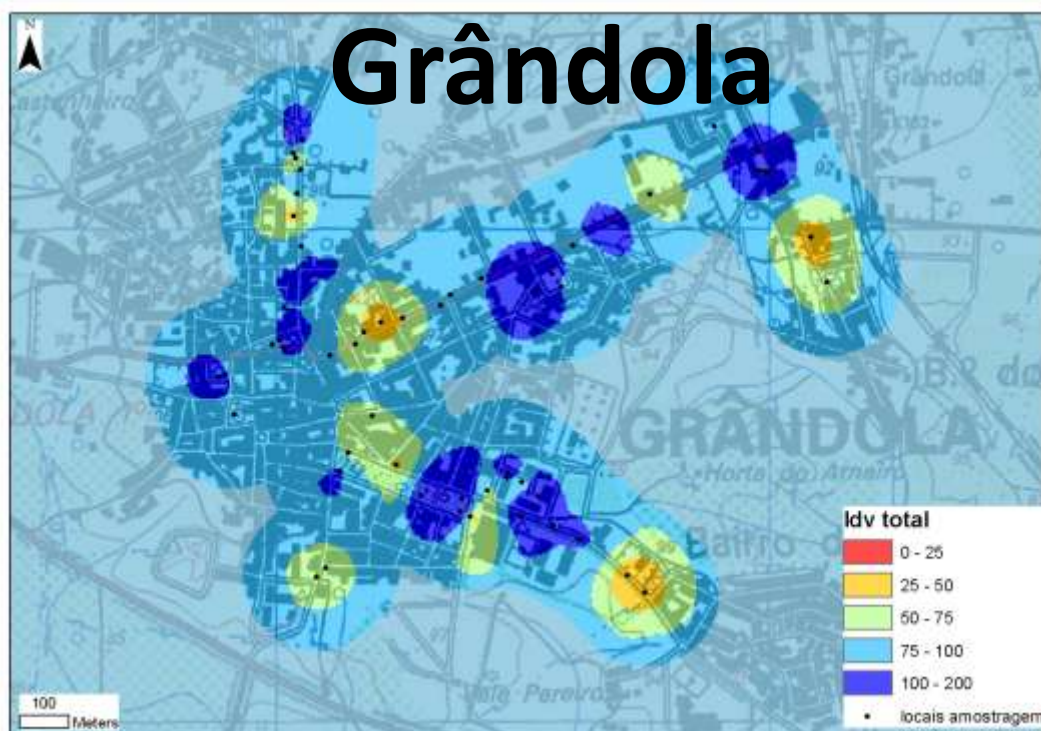 N
Grândola
Grândola
GRÂNDOLA
Horta do Arneiro
Bairro
Vale Pereiro
Idv total
0 - 25
25 - 50
50 - 75
75 - 100
100 - 200
locais amostragem
100
Meters